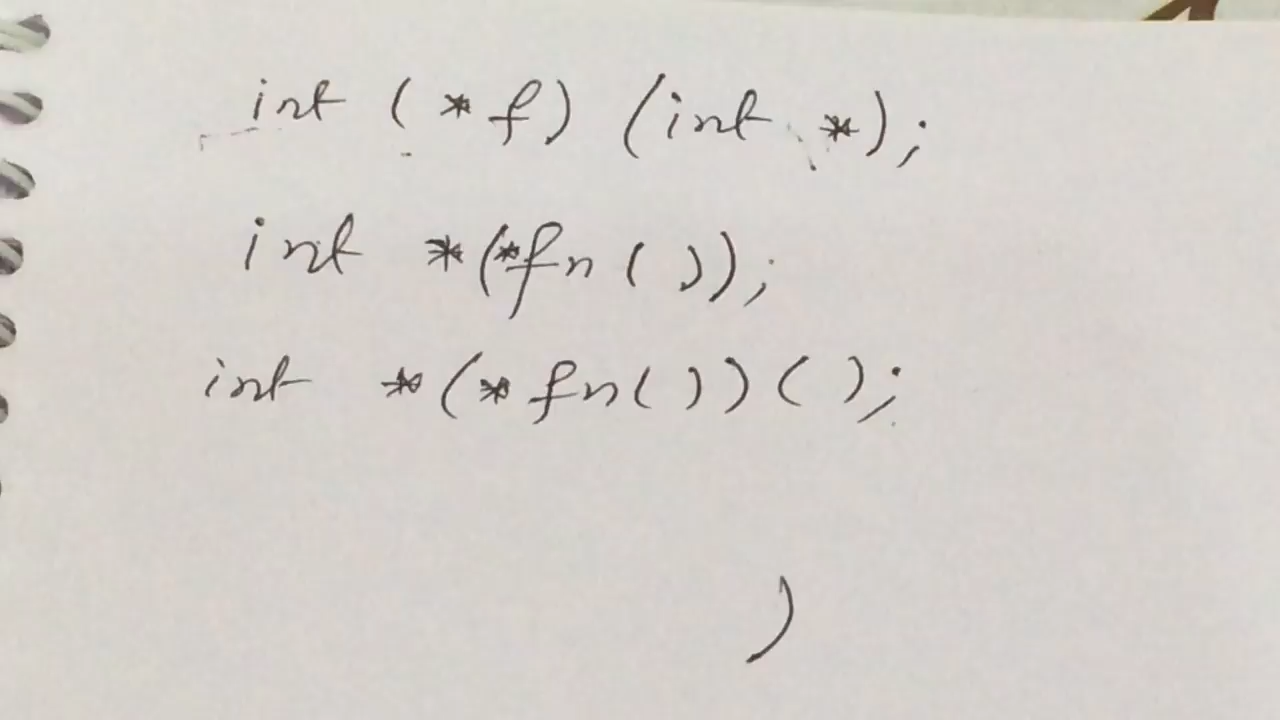 int (*f) (int *);
int *(*fn());
int *(*fn())();
)